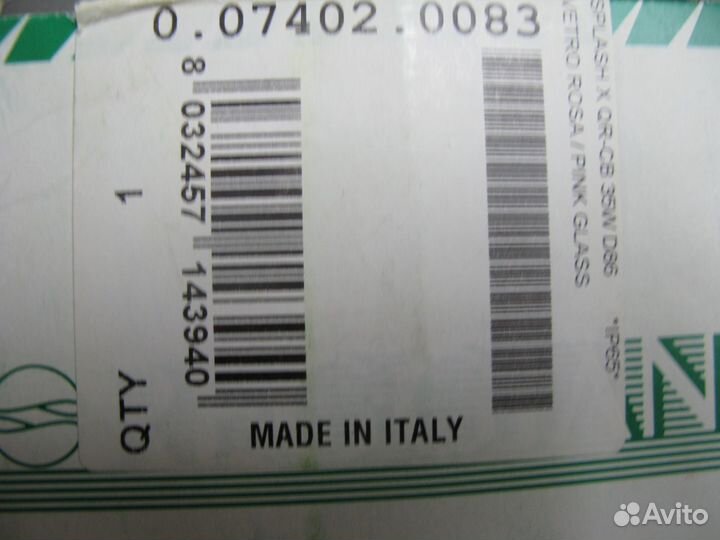 0.07402.0083
8 032457 143940
QTY 1
SPLASH X QR-CB 35W D86 *IP65*
VETRO ROSA / PINK GLASS
MADE IN ITALY
N
Avito